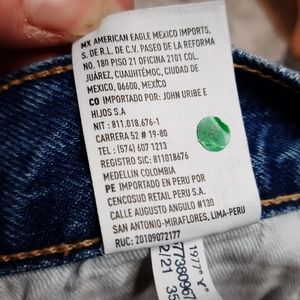 MX AMERICAN EAGLE MEXICO IMPORTS,
S. DE R.L. DE C.V. PASEO DE LA REFORMA
NO. 180 PISO 21 OFICINA 2101 COL.
JUÁREZ, CUAUHTÉMOC, CIUDAD DE
MEXICO, 06600, MEXICO
CO IMPORTADO POR: JOHN URIBE E
HIJOS S.A
NIT : 811.018.676-1
CARRERA 52 # 19-80
TEL: (574) 607 1213
REGISTRO SIC: 811018676
MEDELLIN COLOMBIA
PE IMPORTADO EN PERU POR
CENCOSUD RETAIL PERU S.A.
CALLE AUGUSTO ANGULO #130
SAN ANTONIO-MIRAFLORES, LIMA-PERU
RUC: 20109072177